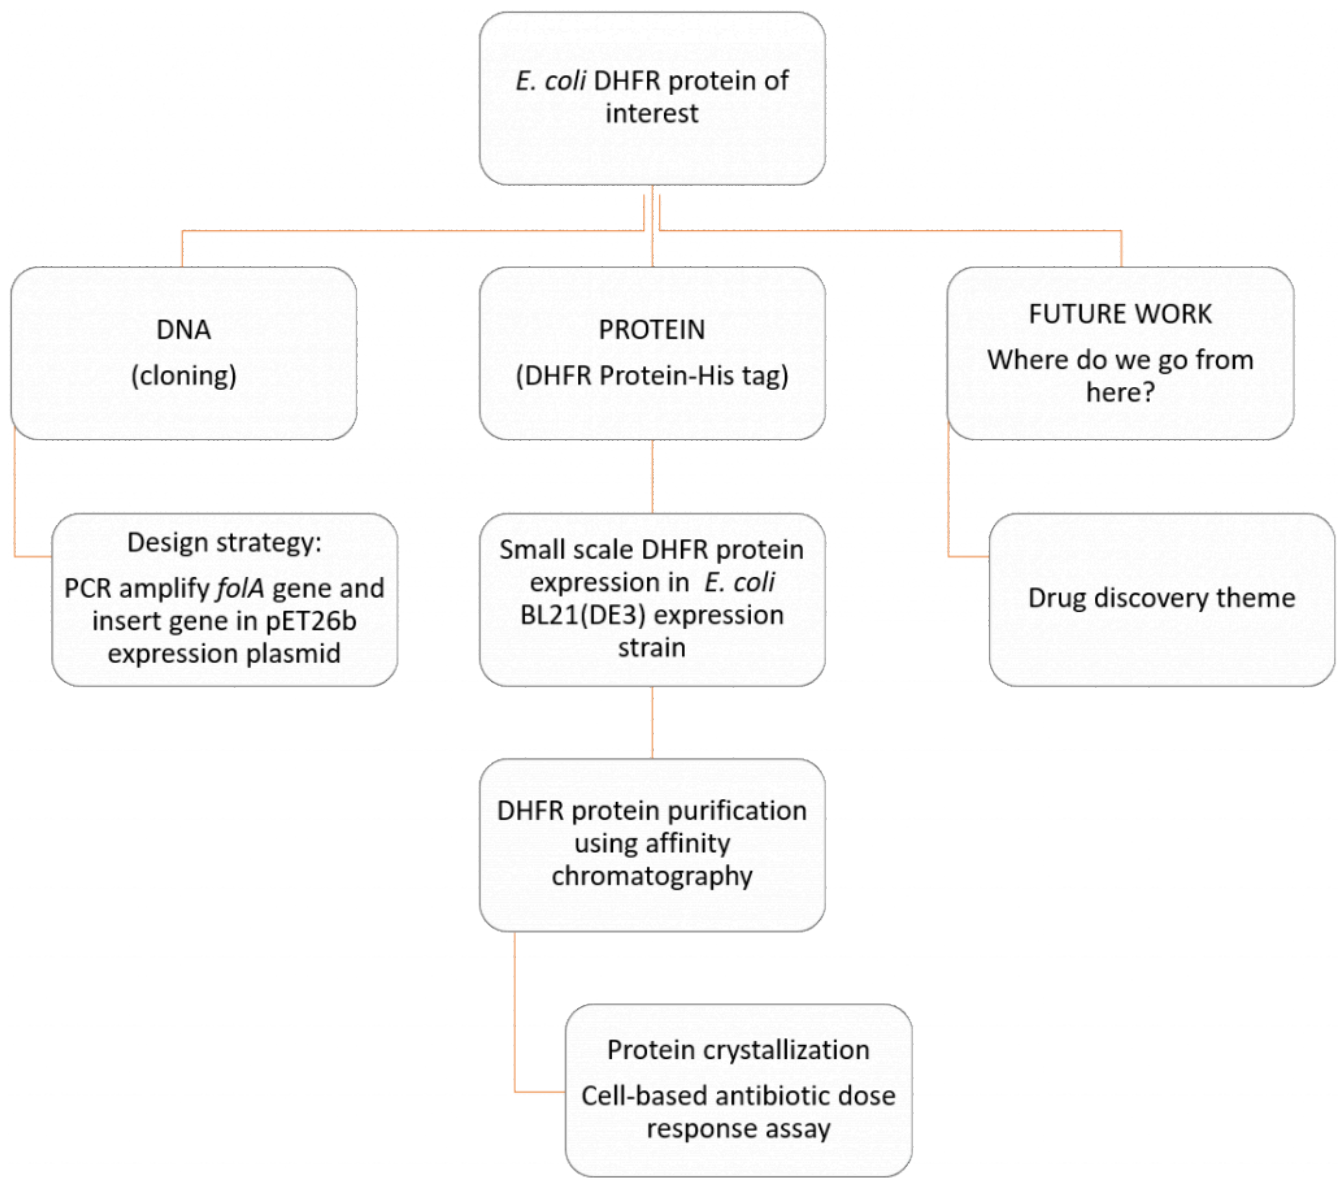 E. coli DHFR protein of
interest
DNA
(cloning)
PROTEIN
(DHFR Protein-His tag)
FUTURE WORK
Where do we go from
here?
Design strategy:
PCR amplify folA gene and
insert gene in pET26b
expression plasmid
Small scale DHFR protein
expression in E. coli
BL21(DE3) expression
strain
Drug discovery theme
DHFR protein purification
using affinity
chromatography
Protein crystallization
Cell-based antibiotic dose
response assay